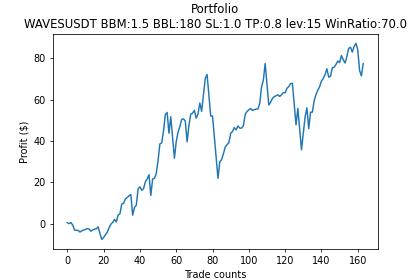 Portfolio
WAVESUSDT BBM:1.5 BBL:180 SL:1.0 TP:0.8 lev:15 WinRatio:70.0
80
60
40
20
0
Profit ($)
0 20 40 60 80 100 120 140 160
Trade counts